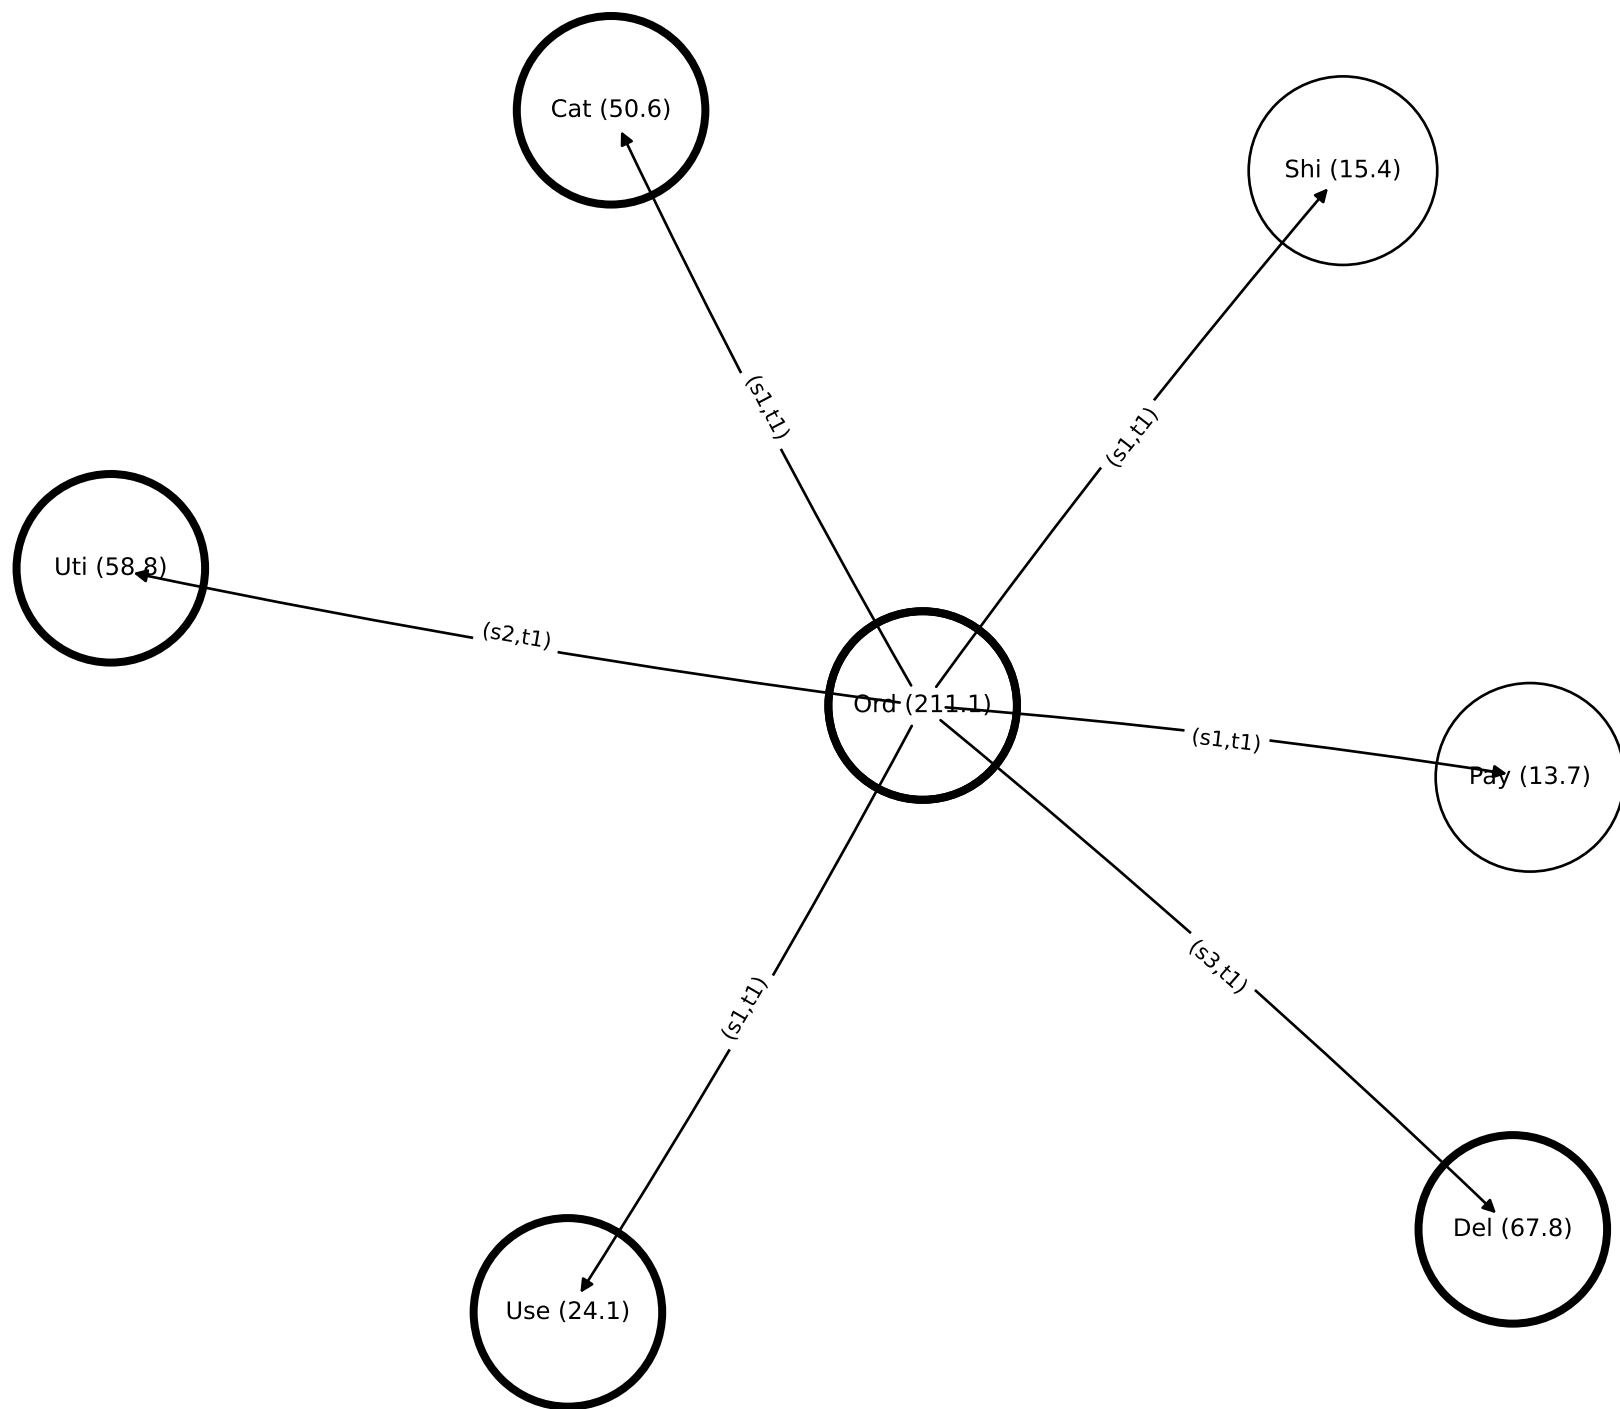 Cat (50.6)
Shi (15.4)
(s1,t1)
(s1,t1)
Uti (58.8)
(s2,t1)
Ord (211.1)
(s1,t1)
Pay (13.7)
(s3,t1)
(s1,t1)
Del (67.8)
Use (24.1)